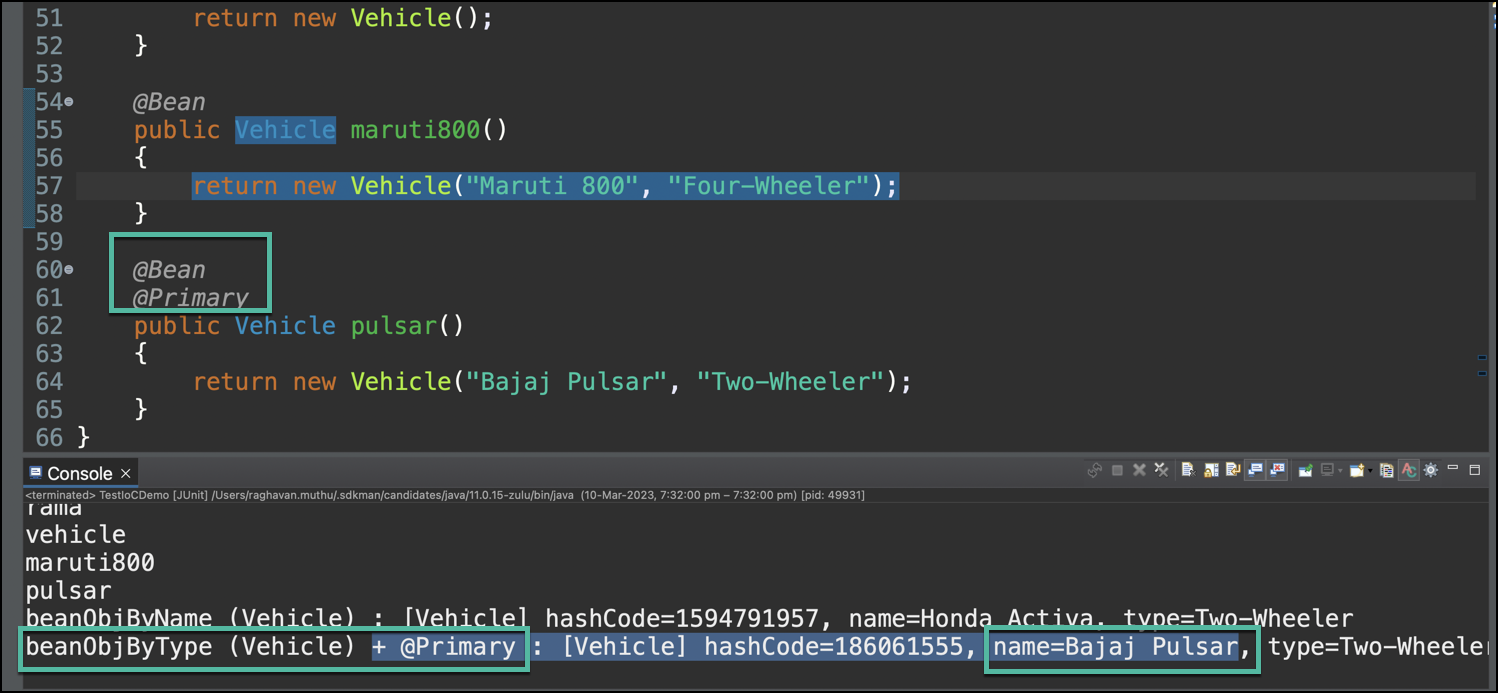 51 return new Vehicle();
52 }
53
54 @Bean
55 public Vehicle maruti800()
56 {
57 return new Vehicle("Maruti 800", "Four-Wheeler");
58 }
59
60 @Bean
61 @Primary
62 public Vehicle pulsar()
63 {
64 return new Vehicle("Bajaj Pulsar", "Two-Wheeler");
65 }
66 }
Console
<terminated> TestIoCDemo [JUnit] /Users/raghavan.muthu/.sdkman/candidates/java/11.0.15-zulu/bin/java (10-Mar-2023, 7:32:00 pm – 7:32:00 pm) [pid: 49931]
rama
vehicle
maruti800
pulsar
beanObjByName (Vehicle) : [Vehicle] hashCode=1594791957, name=Honda Activa, type=Two-Wheeler
beanObjByType (Vehicle) + @Primary : [Vehicle] hashCode=186061555, name=Bajaj Pulsar, type=Two-Wheeler